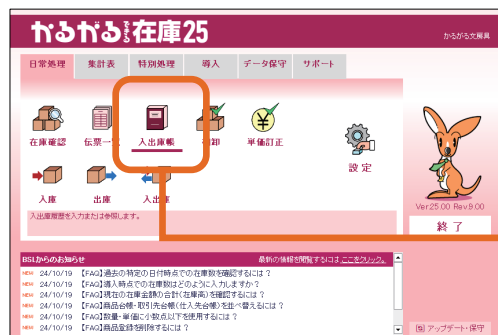 かるがるできる在庫25
かるがる文房具
日常処理 集計表 特別処理 導入 データ保守 サポート
在庫確認 伝票一 入出庫帳 卸 単価訂正
設定
入庫 出庫 入出庫
入出庫履歴を入力または参照します。
Ver25.00 Rev9.00
終了
BSLからのお知らせ 最新の情報を閲覧するには、ここをクリック。
NEW 24/10/19 【FAQ】過去の特定の日付時点での在庫数を確認するには?
NEW 24/10/19 【FAQ】導入時点での在庫数はどのように入力しますか?
NEW 24/10/19 【FAQ】現在の在庫金額の合計(在庫高)を確認するには?
NEW 24/10/19 【FAQ】商品台帳・取引先台帳(仕入先台帳)を並べ替えるには?
NEW 24/10/19 【FAQ】数量・単価に小数点以下を使用するには?
NEW 24/10/19 【FAQ】商品登録を削除するには?
アップデート・保守